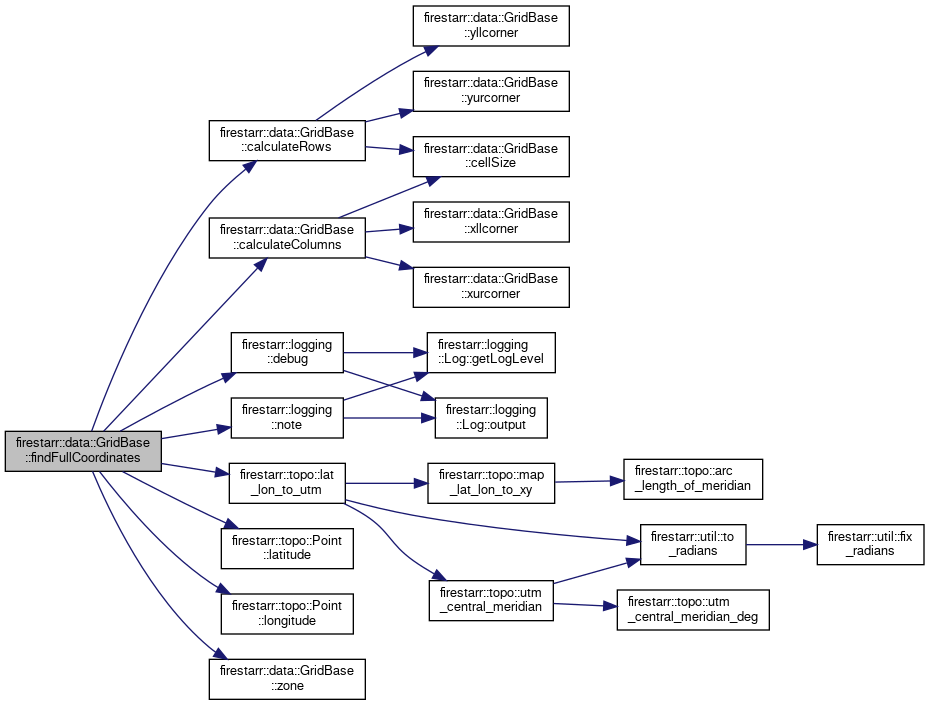 firestarr::data::GridBase
::findFullCoordinates
firestarr::data::GridBase
::calculateRows
firestarr::data::GridBase
::calculateColumns
firestarr::logging
::debug
firestarr::logging
::note
firestarr::topo::lat
_lon_to_utm
firestarr::topo::Point
::latitude
firestarr::topo::Point
::longitude
firestarr::data::GridBase
::zone
firestarr::data::GridBase
::yllcorner
firestarr::data::GridBase
::yurcorner
firestarr::data::GridBase
::cellSize
firestarr::data::GridBase
::xllcorner
firestarr::data::GridBase
::xurcorner
firestarr::logging
::Log::getLogLevel
firestarr::logging
::Log::output
firestarr::topo::map
_lat_lon_to_xy
firestarr::topo::utm
_central_meridian
firestarr::topo::arc
_length_of_meridian
firestarr::util::to
_radians
firestarr::topo::utm
_central_meridian_deg
firestarr::util::fix
_radians